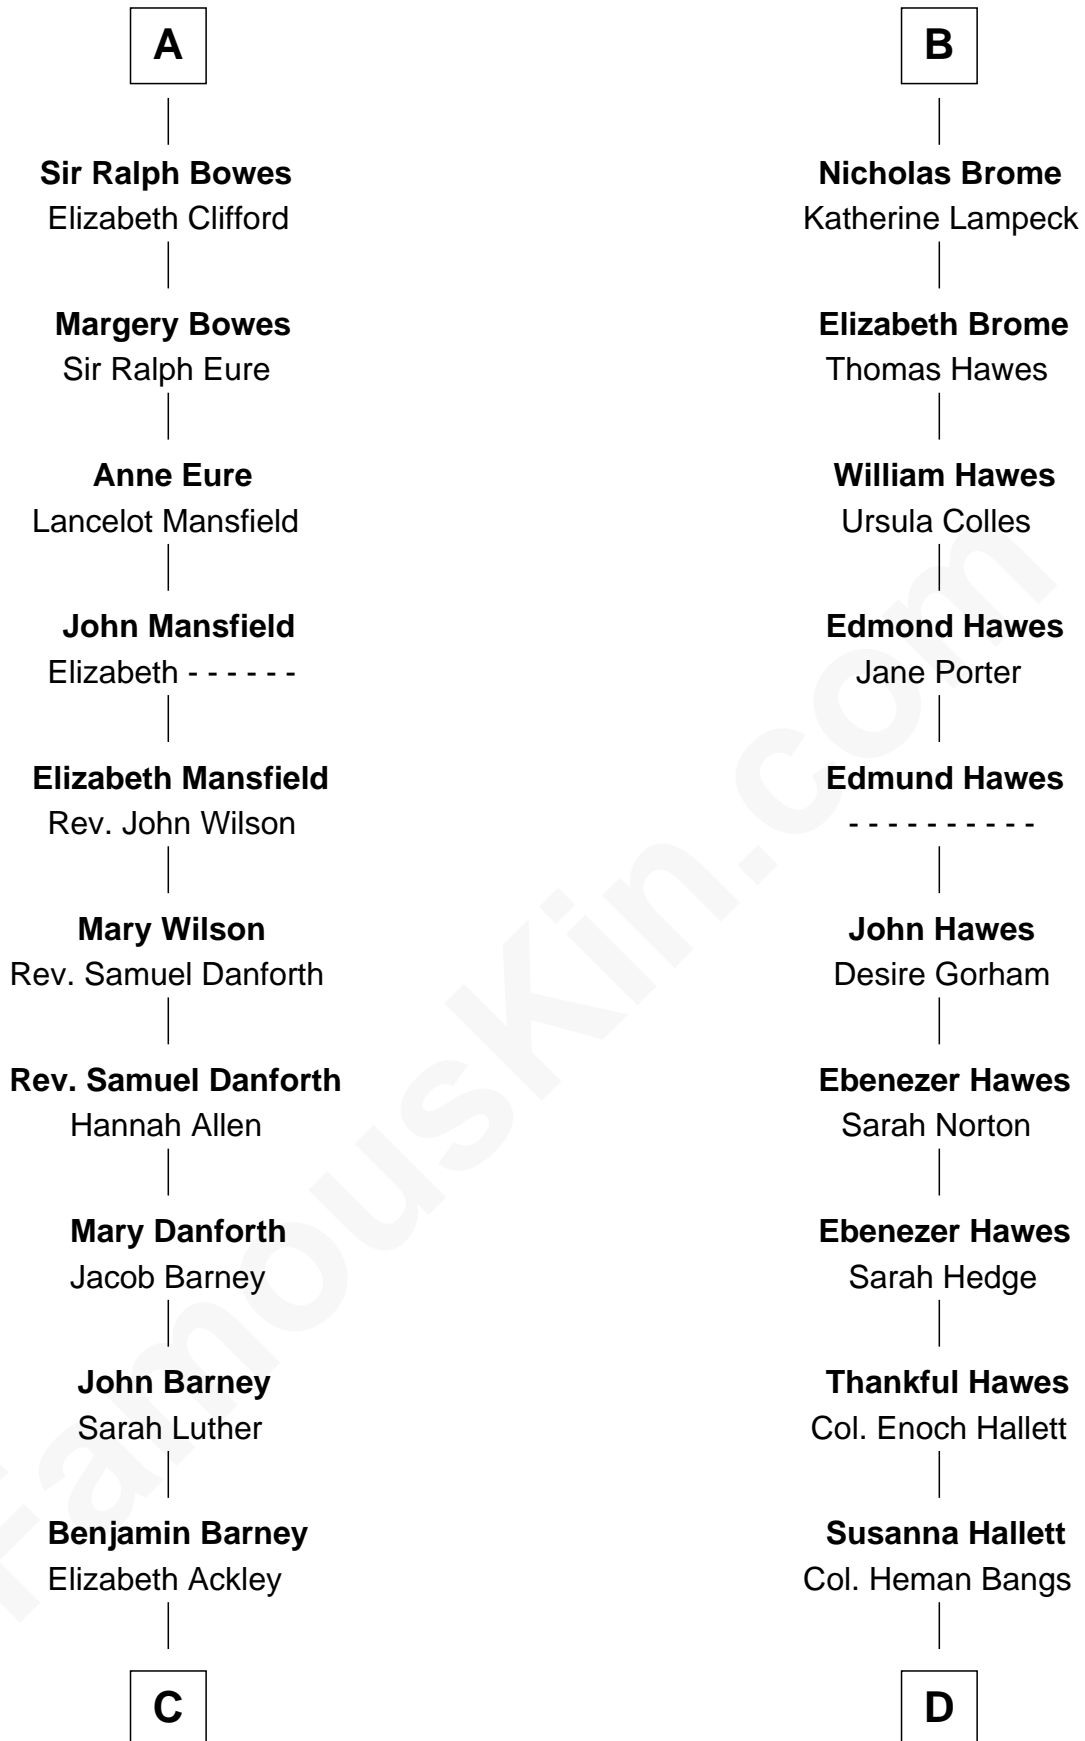 A
Sir Ralph Bowes
Elizabeth Clifford
Margery Bowes
Sir Ralph Eure
Anne Eure
Lancelot Mansfield
John Mansfield
Elizabeth - - - - - -
Elizabeth Mansfield
Rev. John Wilson
Mary Wilson
Rev. Samuel Danforth
Rev. Samuel Danforth
Hannah Allen
Mary Danforth
Jacob Barney
John Barney
Sarah Luther
Benjamin Barney
Elizabeth Ackley
C
B
Nicholas Brome
Katherine Lampeck
Elizabeth Brome
Thomas Hawes
William Hawes
Ursula Colles
Edmond Hawes
Jane Porter
Edmund Hawes
- - - - - - - - - -
John Hawes
Desire Gorham
Ebenezer Hawes
Sarah Norton
Ebenezer Hawes
Sarah Hedge
Thankful Hawes
Col. Enoch Hallett
Susanna Hallett
Col. Heman Bangs
D
FamousKin.com